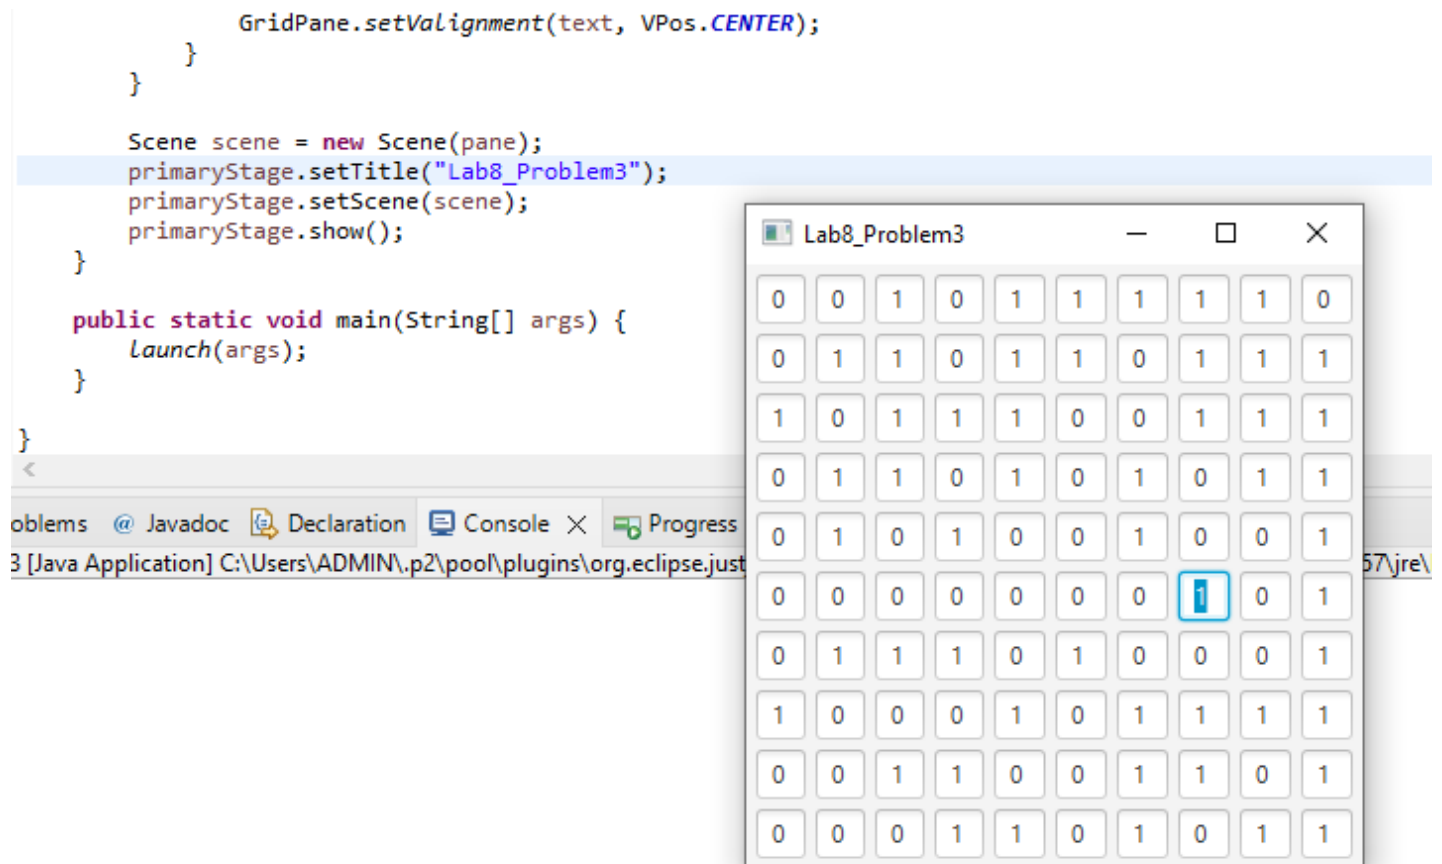 GridPane.setValignment(text, VPos.CENTER);
}
}
Scene scene = new Scene(pane);
primaryStage.setTitle("Lab8_Problem3");
primaryStage.setScene(scene);
primaryStage.show();
}
public static void main(String[] args) {
launch(args);
}
}
oblems @ Javadoc Declaration Console Progress
3 [Java Application] C:\Users\ADMIN\.p2\pool\plugins\org.eclipse.just
57\jre\
Lab8_Problem3
0 0 1 0 1 1 1 1 1 0
0 1 1 0 1 1 0 1 1 1
1 0 1 1 1 0 0 1 1 1
0 1 1 0 1 0 1 0 1 1
0 1 0 1 0 0 1 0 0 1
0 0 0 0 0 0 0 1 0 1
0 1 1 1 0 1 0 0 0 1
1 0 0 0 1 0 1 1 1 1
0 0 1 1 0 0 1 1 0 1
0 0 0 1 1 0 1 0 1 1